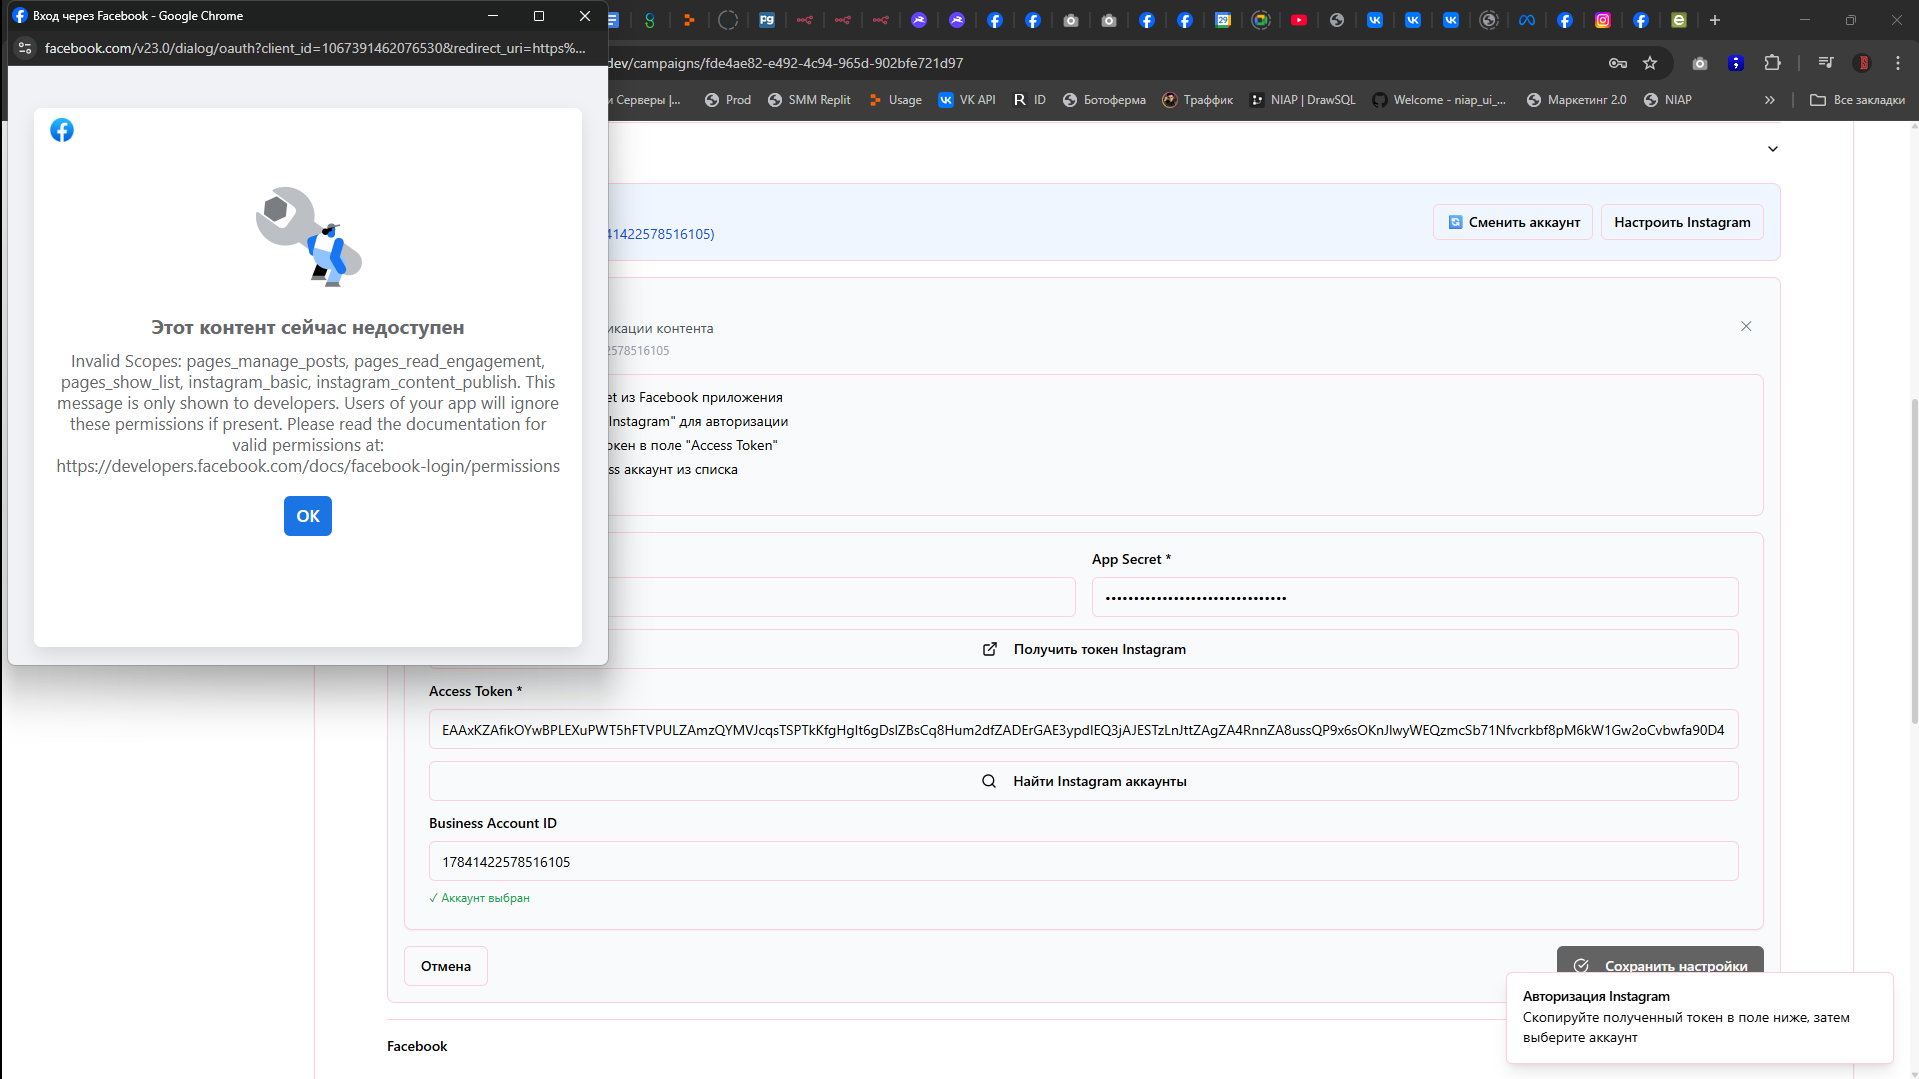 Вход через Facebook - Google Chrome
facebook.com/v23.0/dialog/oauth?client_id=1067391462076530&redirect_uri=https%...
Этот контент сейчас недоступен
Invalid Scopes: pages_manage_posts, pages_read_engagement,
pages_show_list, instagram_basic, instagram_content_publish. This
message is only shown to developers. Users of your app will ignore
these permissions if present. Please read the documentation for
valid permissions at:
https://developers.facebook.com/docs/facebook-login/permissions
OK
dev/campaigns/fde4ae82-e492-4c94-965d-902bfe721d97
и Серверы |...
Prod
SMM Replit
Usage
VK API
ID
Ботоферма
Траффик
NIAP | DrawSQL
Welcome - niap_ui_...
Маркетинг 2.0
NIAP
Все закладки
41422578516105)
Сменить аккаунт
Настроить Instagram
икации контента
2578516105
et из Facebook приложения
Instagram" для авторизации
окен в поле "Access Token"
ss аккаунт из списка
App Secret *
Получить токен Instagram
Access Token *
EAAxKZAfikOYwBPLEXuPWT5hFTVPULZAmzQYMVJcqsTSPTkKfgHgIt6gDslZBsCq8Hum2dfZADErGAE3ypdIEQ3jAJESTzLnJttZAgZA4RnnZA8ussQP9x6sOKnJlwyWEQzmcSb71Nfvcrkbf8pM6kW1Gw2oCvbwfa90D4
Найти Instagram аккаунты
Business Account ID
17841422578516105
✓ Аккаунт выбран
Отмена
Сохранить настройки
Авторизация Instagram
Скопируйте полученный токен в поле ниже, затем
выберите аккаунт
Facebook